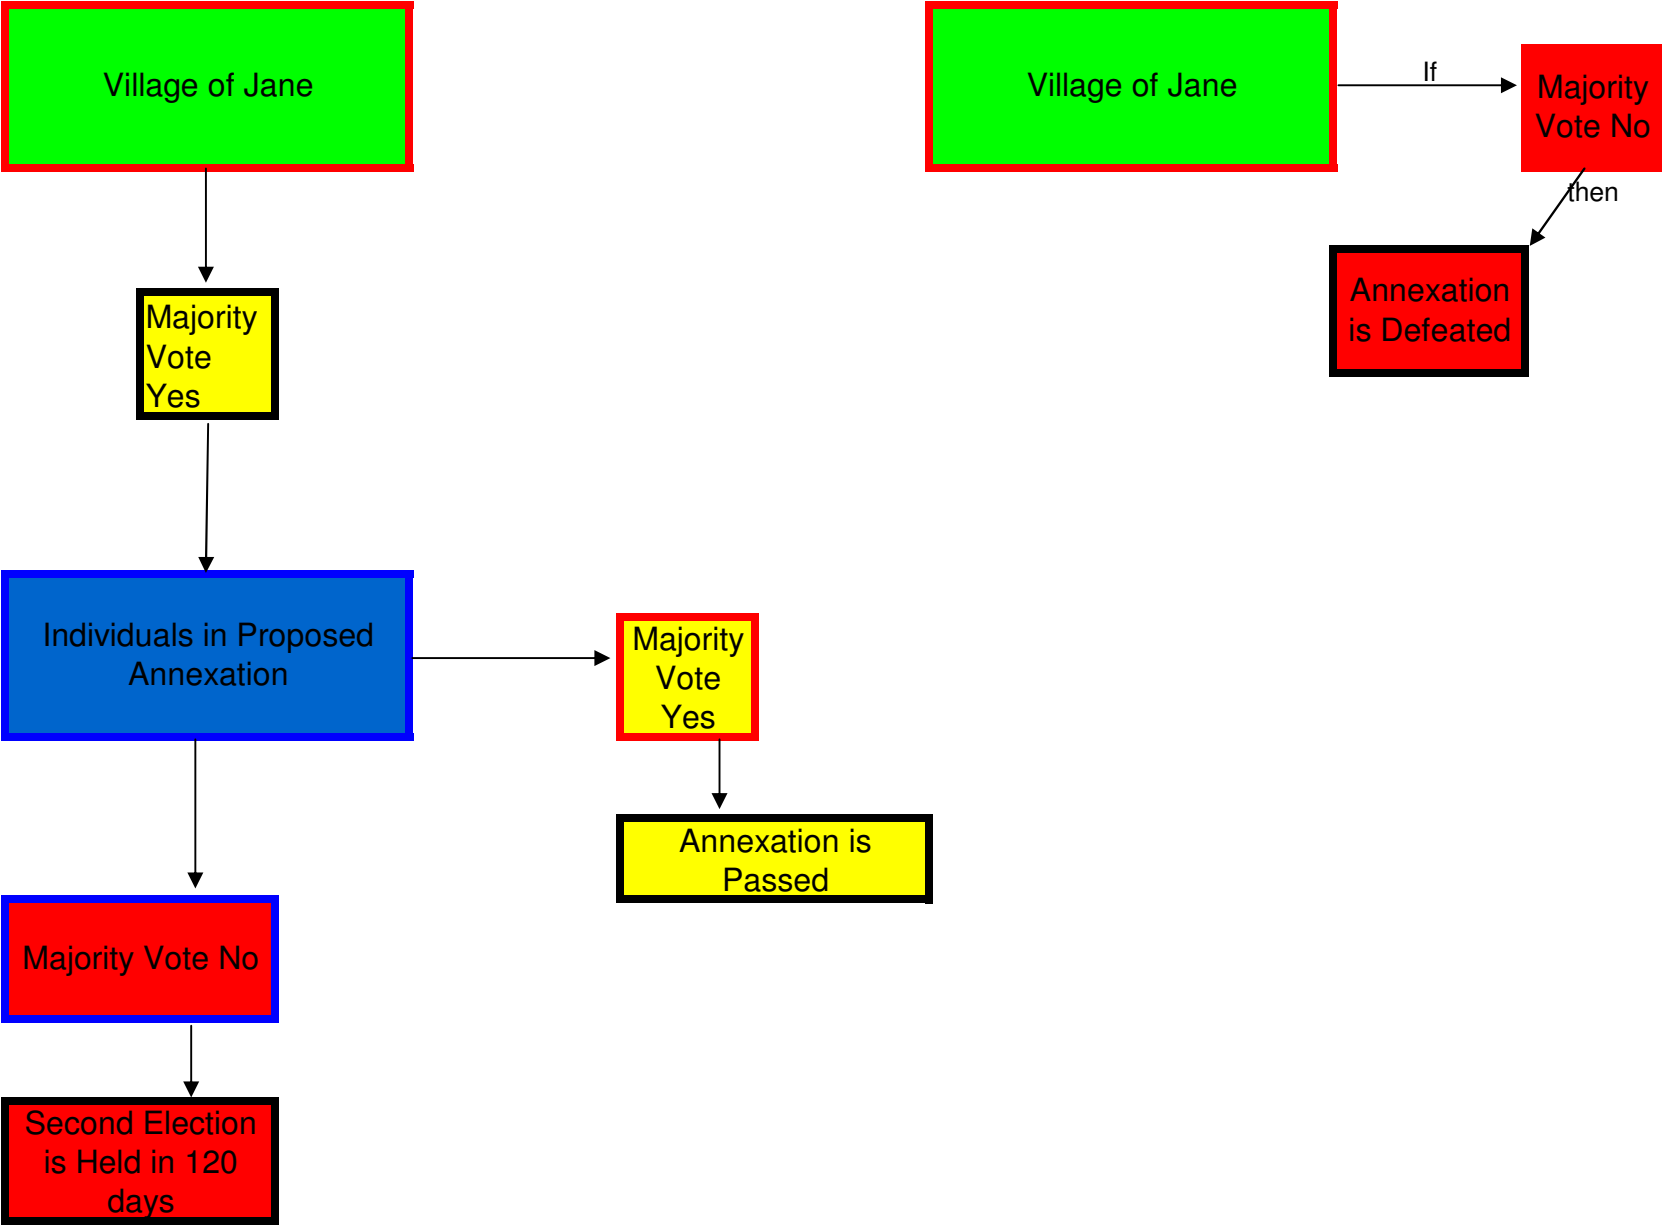 Village of Jane
Village of Jane
If
Majority
Vote No
then
Annexation
is Defeated
Majority
Vote
Yes
Individuals in Proposed
Annexation
Majority
Vote
Yes
Annexation is
Passed
Majority Vote No
Second Election
is Held in 120
days